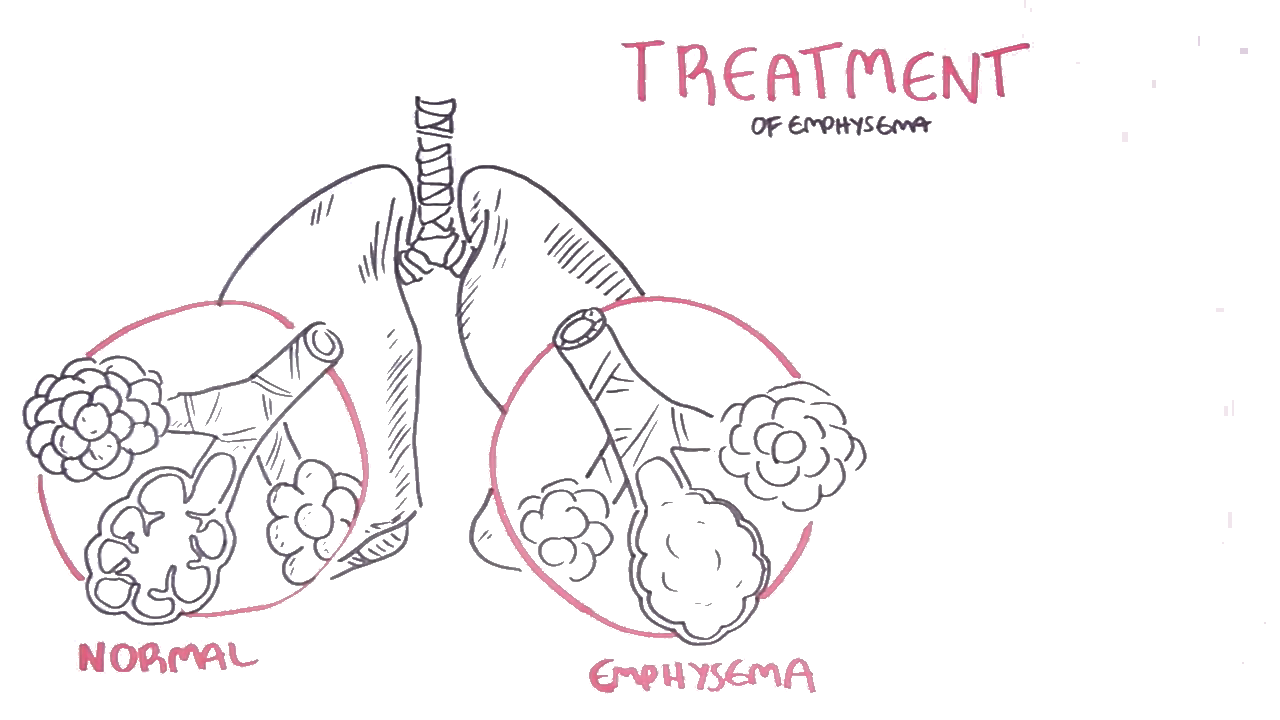 TREATMENT
OF EMPHYSEMA
NORMAL
EMPHYSEMA